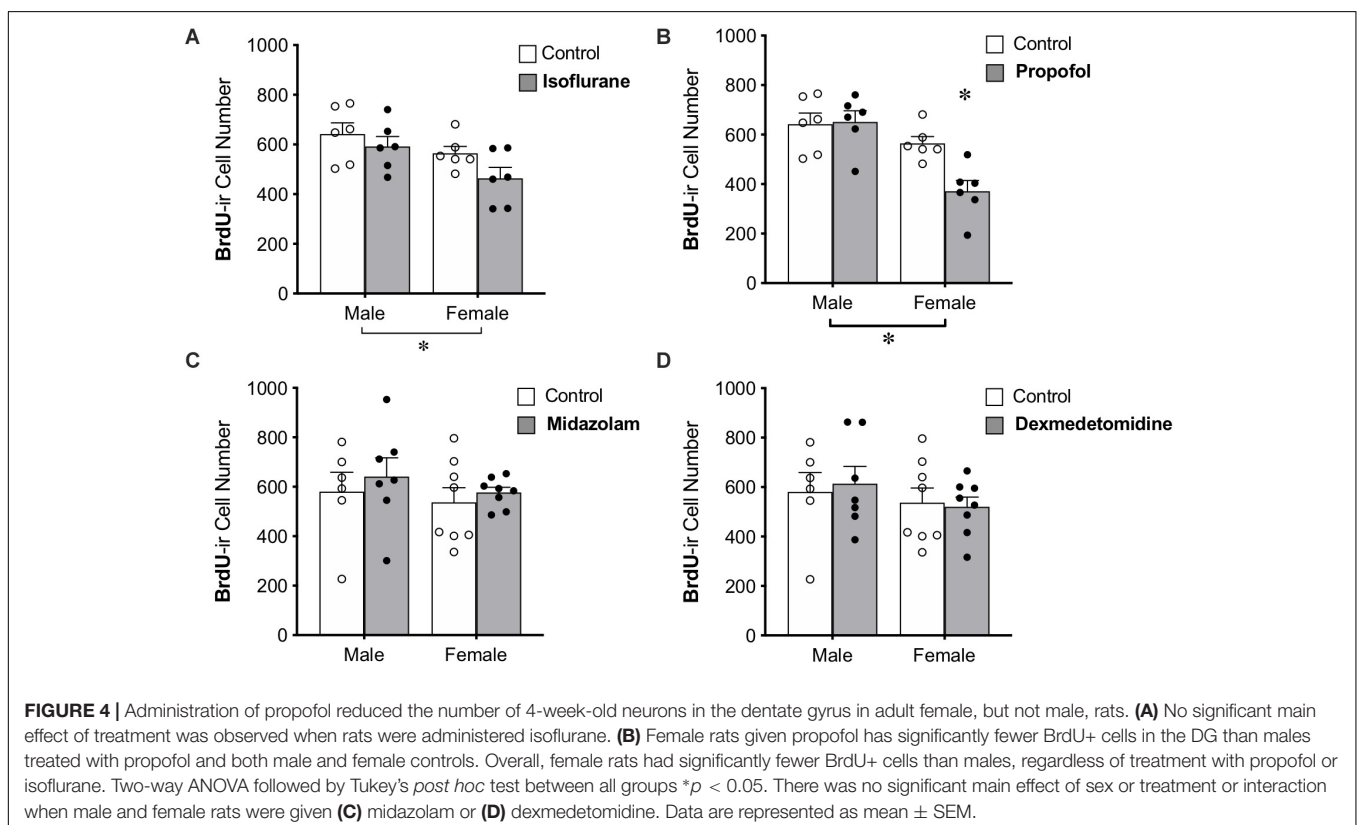 A
BrdU-ir Cell Number
1000
800
600
400
200
0
Control
Isoflurane
Male
Female
*
B
BrdU-ir Cell Number
1000
800
600
400
200
0
Control
Propofol
*
Male
Female
*
C
BrdU-ir Cell Number
1000
800
600
400
200
0
Control
Midazolam
Male
Female
D
BrdU-ir Cell Number
1000
800
600
400
200
0
Control
Dexmedetomidine
Male
Female
FIGURE 4 | Administration of propofol reduced the number of 4-week-old neurons in the dentate gyrus in adult female, but not male, rats. (A) No significant main
effect of treatment was observed when rats were administered isoflurane. (B) Female rats given propofol has significantly fewer BrdU+ cells in the DG than males
treated with propofol and both male and female controls. Overall, female rats had significantly fewer BrdU+ cells than males, regardless of treatment with propofol or
isoflurane. Two-way ANOVA followed by Tukey's post hoc test between all groups *p < 0.05. There was no significant main effect of sex or treatment or interaction
when male and female rats were given (C) midazolam or (D) dexmedetomidine. Data are represented as mean ± SEM.